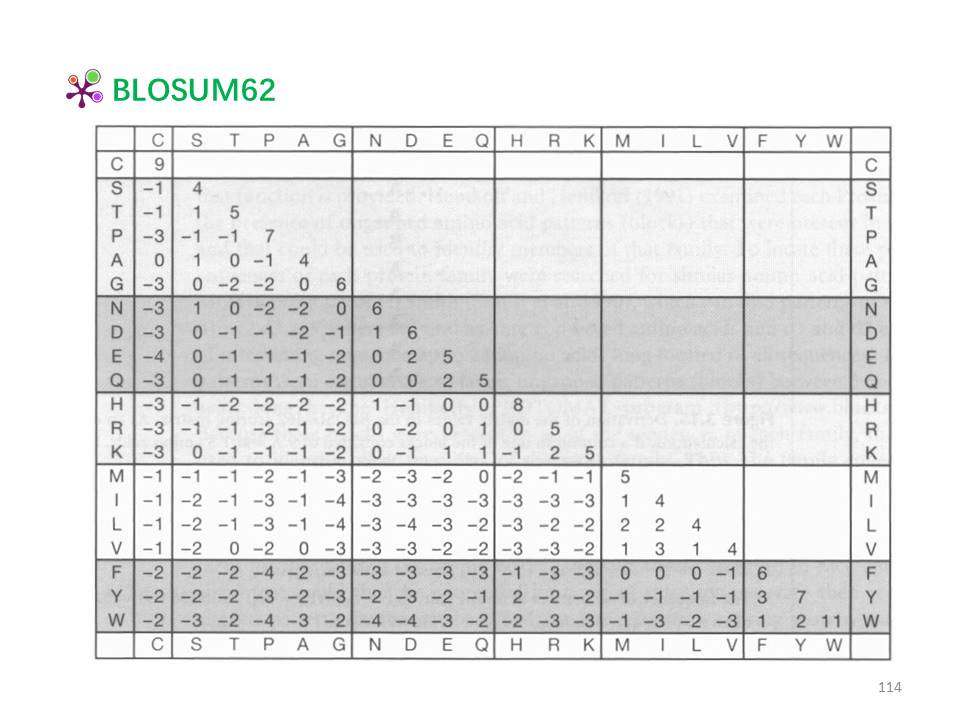 BLOSUM62
C S T P A G N D E Q H R K M I L V F Y W
C 9 C
S −1 4 S
T −1 1 5 T
P −3 −1 −1 7 P
A 0 1 0 −1 4 A
G −3 0 −2 −2 0 6 G
N −3 1 0 −2 −2 0 6 N
D −3 0 −1 −1 −2 −1 1 6 D
E −4 0 −1 −1 −1 −2 0 2 5 E
Q −3 0 −1 −1 −1 −2 0 0 2 5 Q
H −3 −1 −2 −2 −2 −2 1 −1 0 0 8 H
R −3 −1 −1 −2 −1 −2 0 −2 0 1 0 5 R
K −3 0 −1 −1 −1 −2 0 −1 1 1 −1 2 5 K
M −1 −1 −1 −2 −1 −3 −2 −3 −2 0 −2 −1 −1 5 M
I −1 −2 −1 −3 −1 −4 −3 −3 −3 −3 −3 −3 −3 1 4 I
L −1 −2 −1 −3 −1 −4 −3 −4 −3 −2 −3 −2 −2 2 2 4 L
V −1 −2 0 −2 0 −3 −3 −3 −2 −2 −3 −3 −2 1 3 1 4 V
F −2 −2 −2 −4 −2 −3 −3 −3 −3 −3 −1 −3 −3 0 0 0 −1 6 F
Y −2 −2 −2 −3 −2 −3 −2 −3 −2 −1 2 −2 −2 −1 −1 −1 −1 3 7 Y
W −2 −3 −2 −4 −3 −2 −4 −4 −3 −2 −2 −3 −3 −1 −3 −2 −3 1 2 11 W
C S T P A G N D E Q H R K M I L V F Y W
114